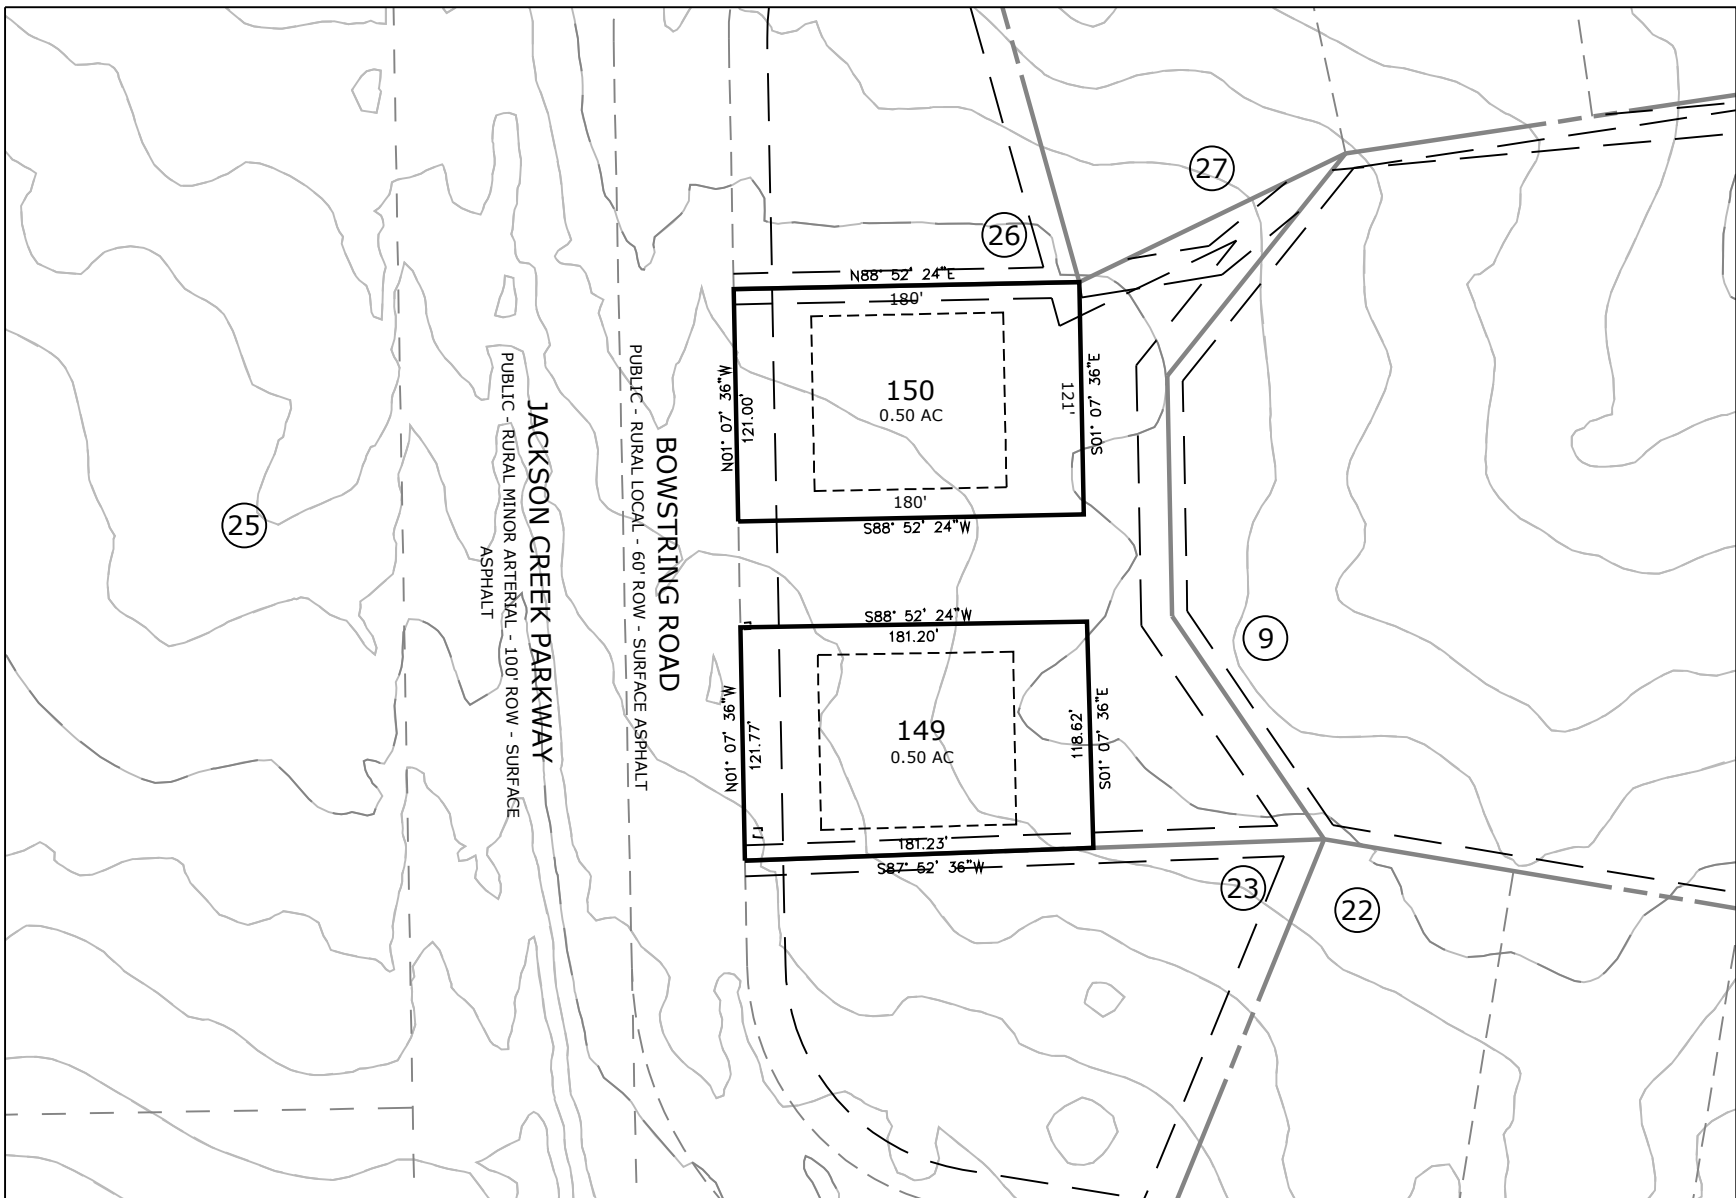 27
26
N88° 52' 24"E
180'
N01° 07' 36"W
121.00'
150
0.50 AC
121'
S01° 07' 36"E
180'
S88° 52' 24"W
25
JACKSON CREEK PARKWAY
PUBLIC - RURAL MINOR ARTERIAL - 100' ROW - SURFACE
ASPHALT
BOWSTRING ROAD
PUBLIC - RURAL LOCAL - 60' ROW - SURFACE ASPHALT
S88° 52' 24"W
181.20'
9
N01° 07' 36"W
121.77'
149
0.50 AC
118.62'
S01° 07' 36"E
181.23'
S87° 52' 36"W
23
22